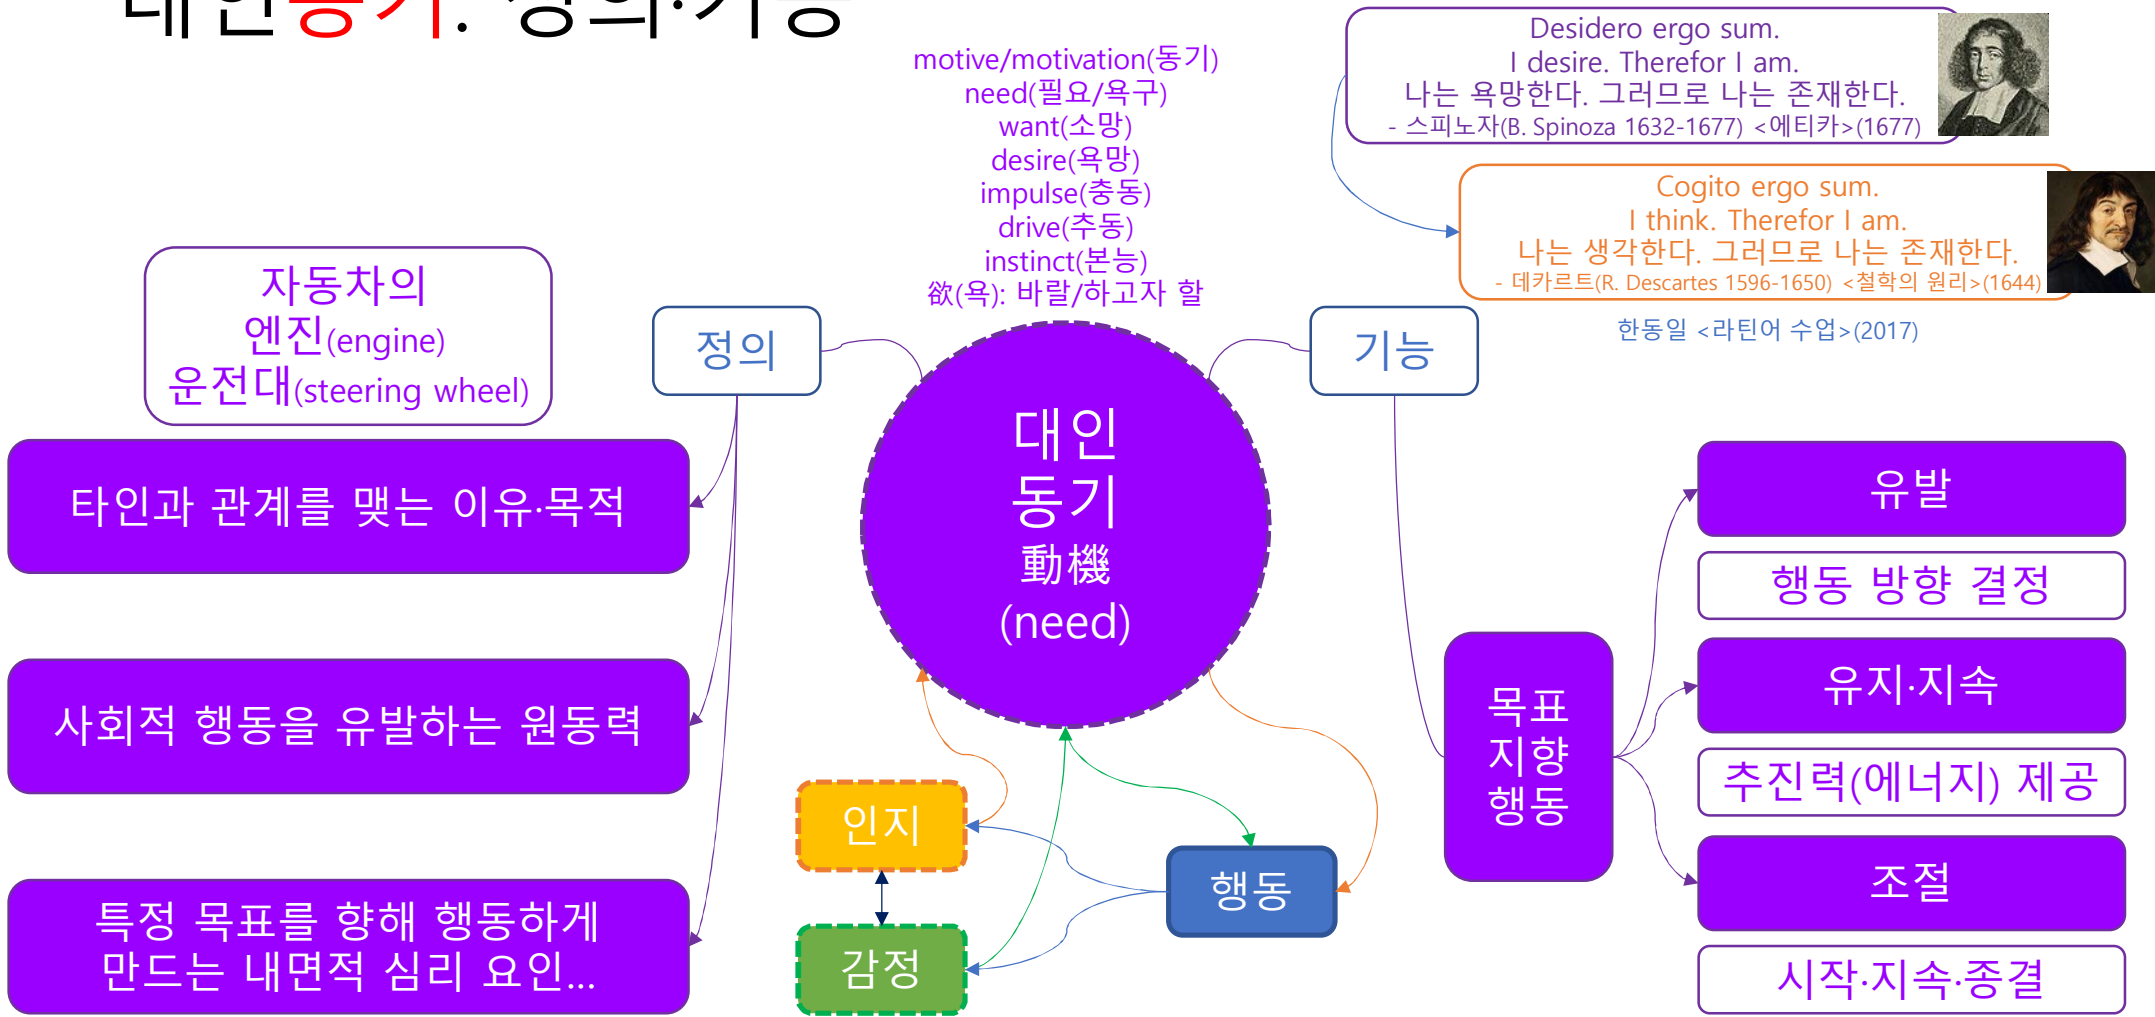 대인동기: 정의·기능
motive/motivation(동기)
need(필요/욕구)
want(소망)
desire(욕망)
impulse(충동)
drive(추동)
instinct(본능)
欲(욕): 바랄/하고자 할
Desidero ergo sum.
I desire. Therefor I am.
나는 욕망한다. 그러므로 나는 존재한다.
- 스피노자(B. Spinoza 1632-1677) <에티카>(1677)
Cogito ergo sum.
I think. Therefor I am.
나는 생각한다. 그러므로 나는 존재한다.
- 데카르트(R. Descartes 1596-1650) <철학의 원리>(1644)
한동일 <라틴어 수업>(2017)
자동차의
엔진(engine)
운전대(steering wheel)
정의
기능
대인
동기
動機
(need)
타인과 관계를 맺는 이유·목적
사회적 행동을 유발하는 원동력
특정 목표를 향해 행동하게
만드는 내면적 심리 요인...
인지
감정
행동
목표
지향
행동
유발
행동 방향 결정
유지·지속
추진력(에너지) 제공
조절
시작·지속·종결